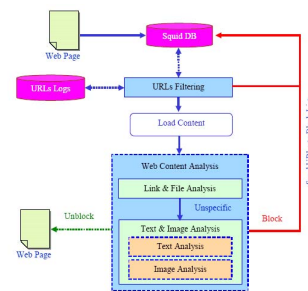 Squid DB
Web Page
URLs Logs
URLs Filtering
Load Content
Web Content Analysis
Link & File Analysis
Unspecific
Unblock
Block
Text & Image Analysis
Text Analysis
Web Page
Image Analysis